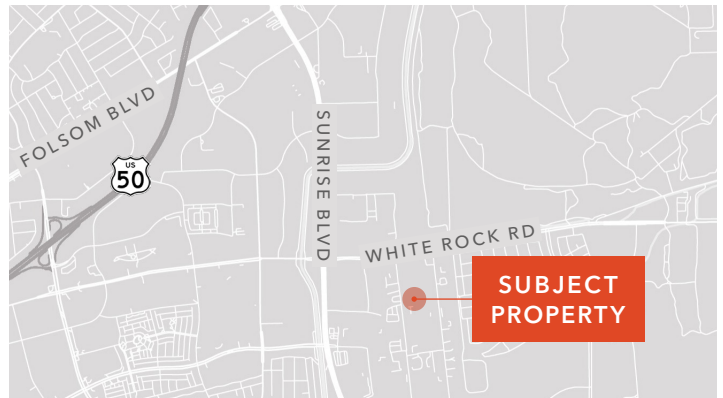 FOLSOM BLVD
US
50
SUNRISE BLVD
WHITE ROCK RD
SUBJECT
PROPERTY